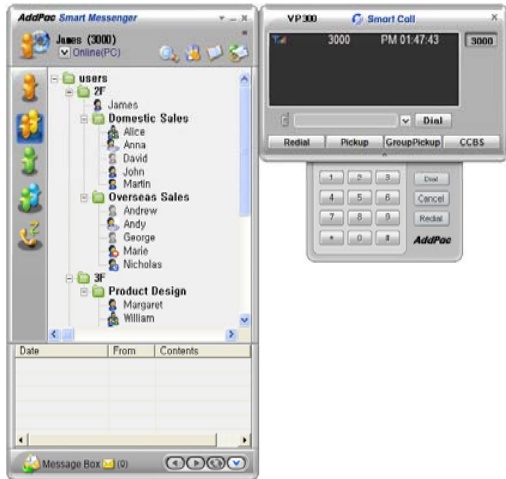 AddPac Smart Messenger
James (3000)
Online(PC)
users
2F
James
Domestic Sales
Alice
Anna
David
John
Martin
Overseas Sales
Andrew
Andy
George
Marie
Nicholas
3F
Product Design
Margaret
William
Date From Contents
Message Box (0)
VP300 Smart Call
3000 PM 01:47:43 3000
Dial
Redial Pickup GroupPickup CCBS
1 2 3 Dial
4 5 6 Cancel
7 8 9 Redial
* 0 # AddPac